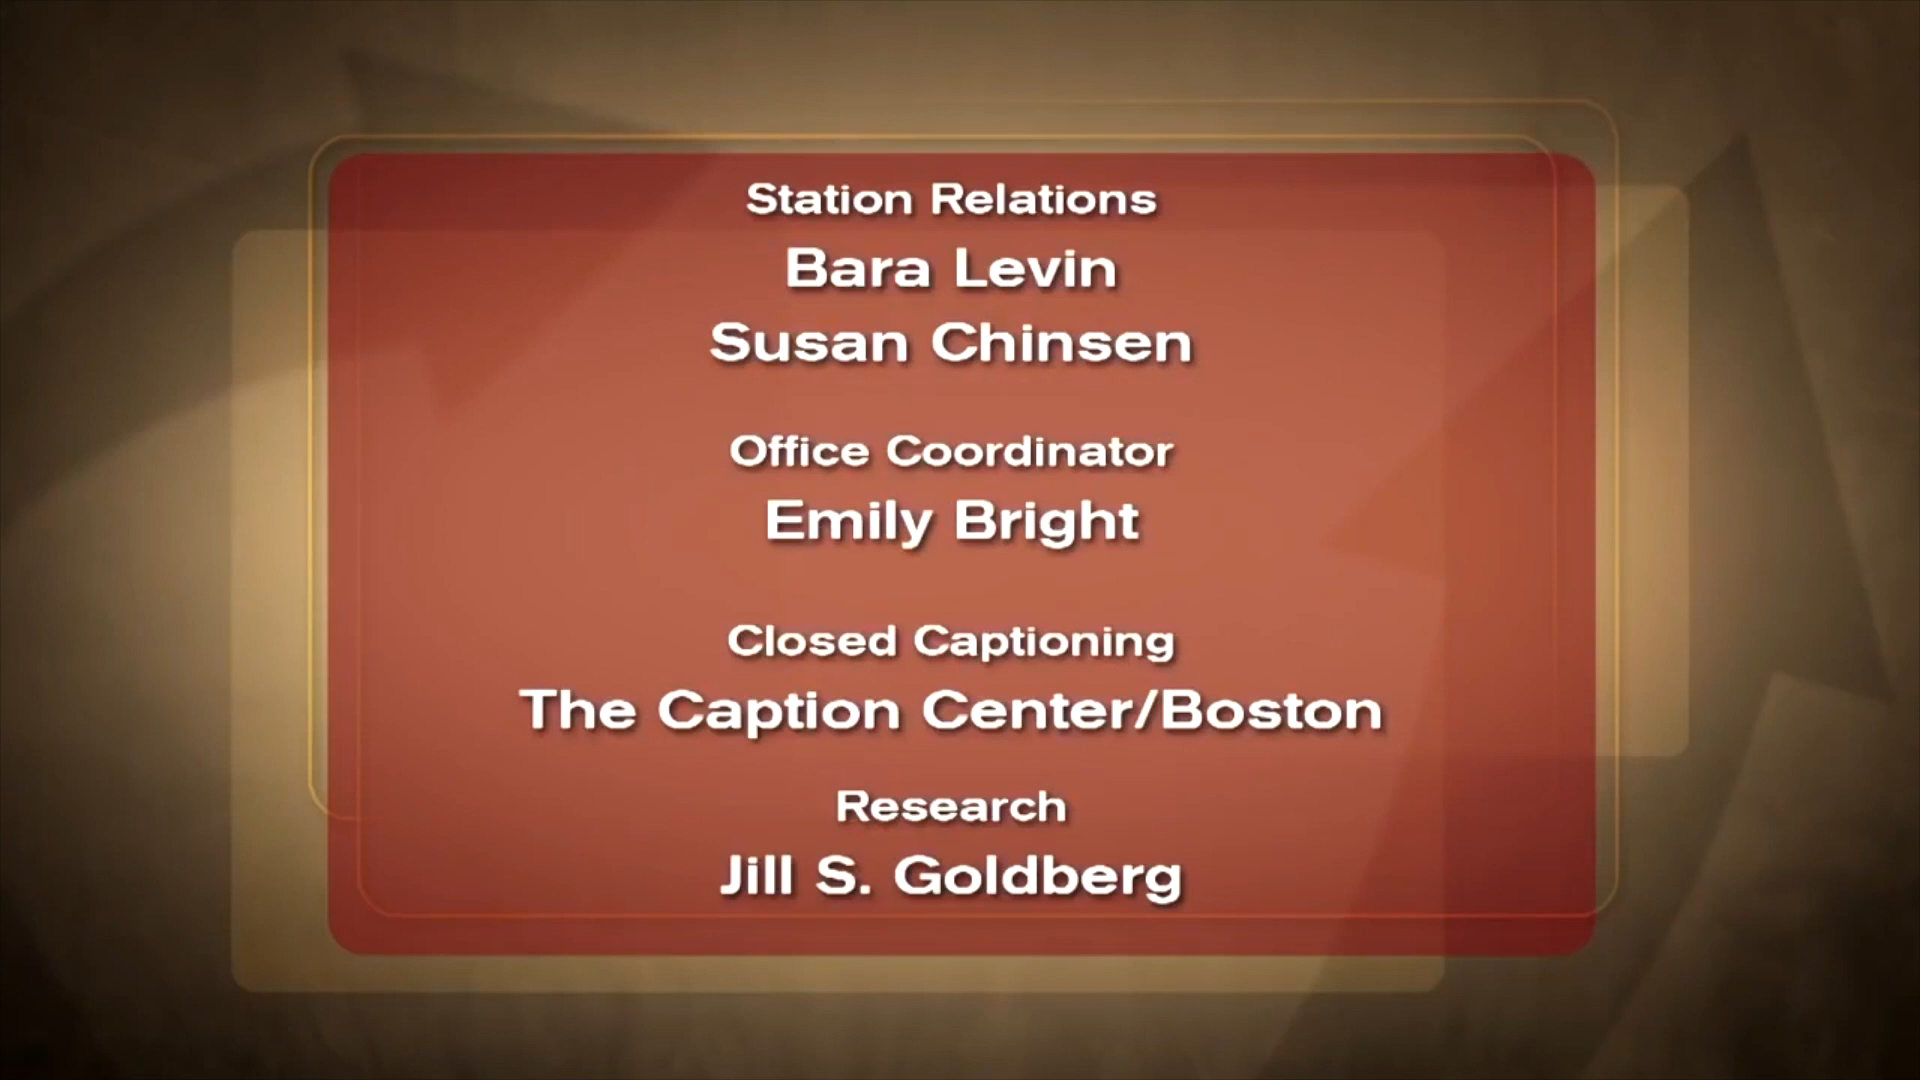 Station Relations
Bara Levin
Susan Chinsen
Office Coordinator
Emily Bright
Closed Captioning
The Caption Center/Boston
Research
Jill S. Goldberg